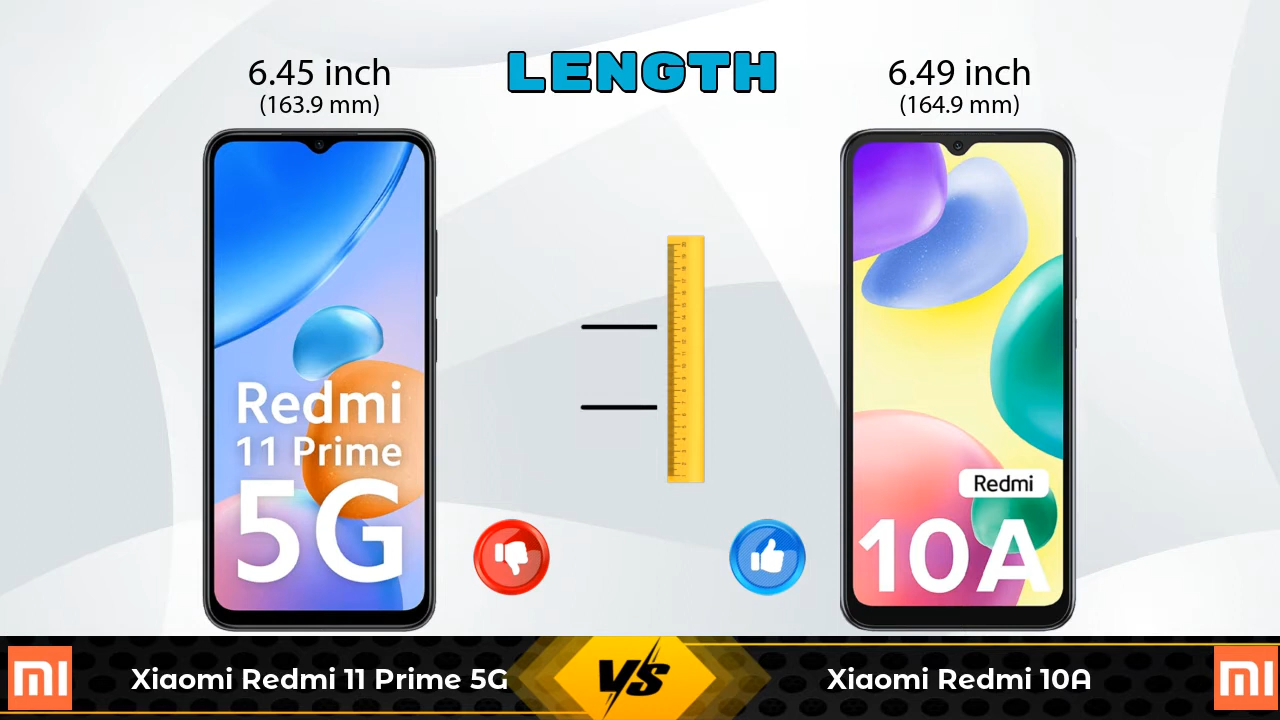 LENGTH
6.45 inch
(163.9 mm)
6.49 inch
(164.9 mm)
Redmi
11 Prime
5G
Redmi
10A
mi
Xiaomi Redmi 11 Prime 5G
VS
Xiaomi Redmi 10A
mi